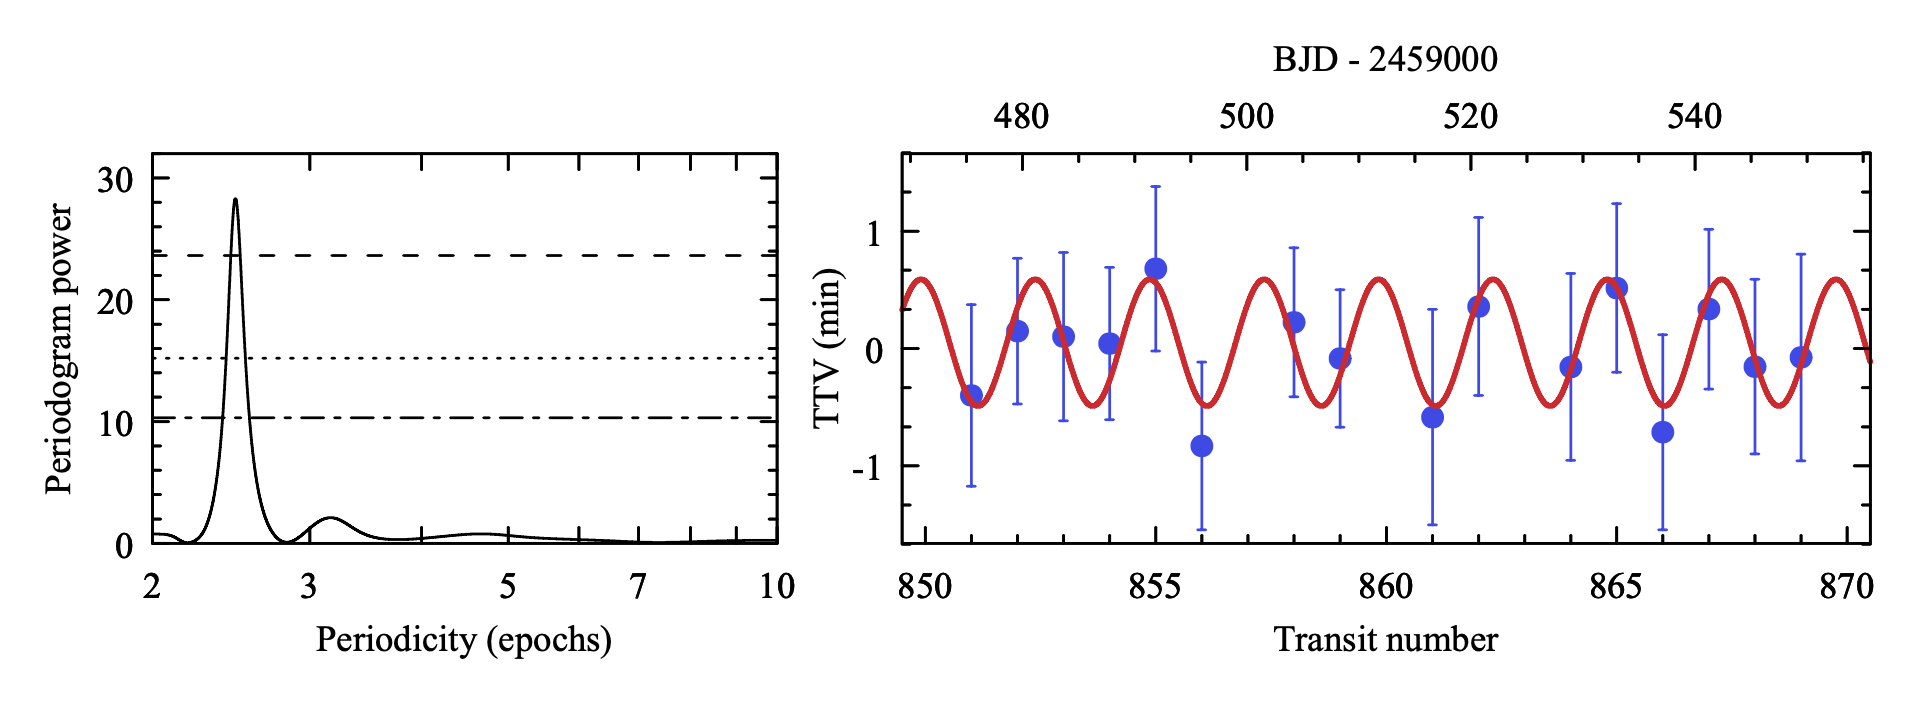 BJD - 2459000
480 500 520 540
30
20
10
0
Periodogram power
2 3 5 7 10
Periodicity (epochs)
1
0
-1
TTV (min)
850 855 860 865 870
Transit number